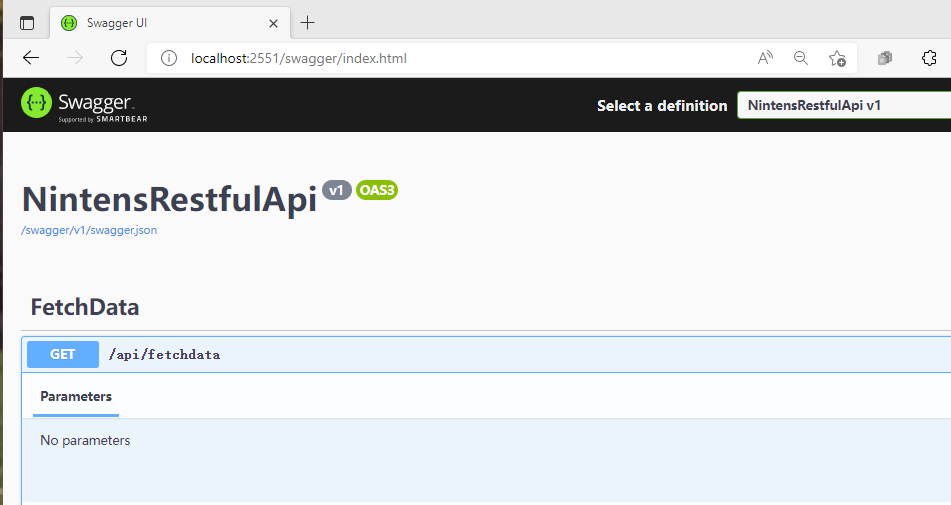 Swagger UI
localhost:2551/swagger/index.html
Swagger
Supported by SMARTBEAR
Select a definition
NintensRestfulApi v1
NintensRestfulApi v1 OAS3
/swagger/v1/swagger.json
FetchData
GET /api/fetchdata
Parameters
No parameters